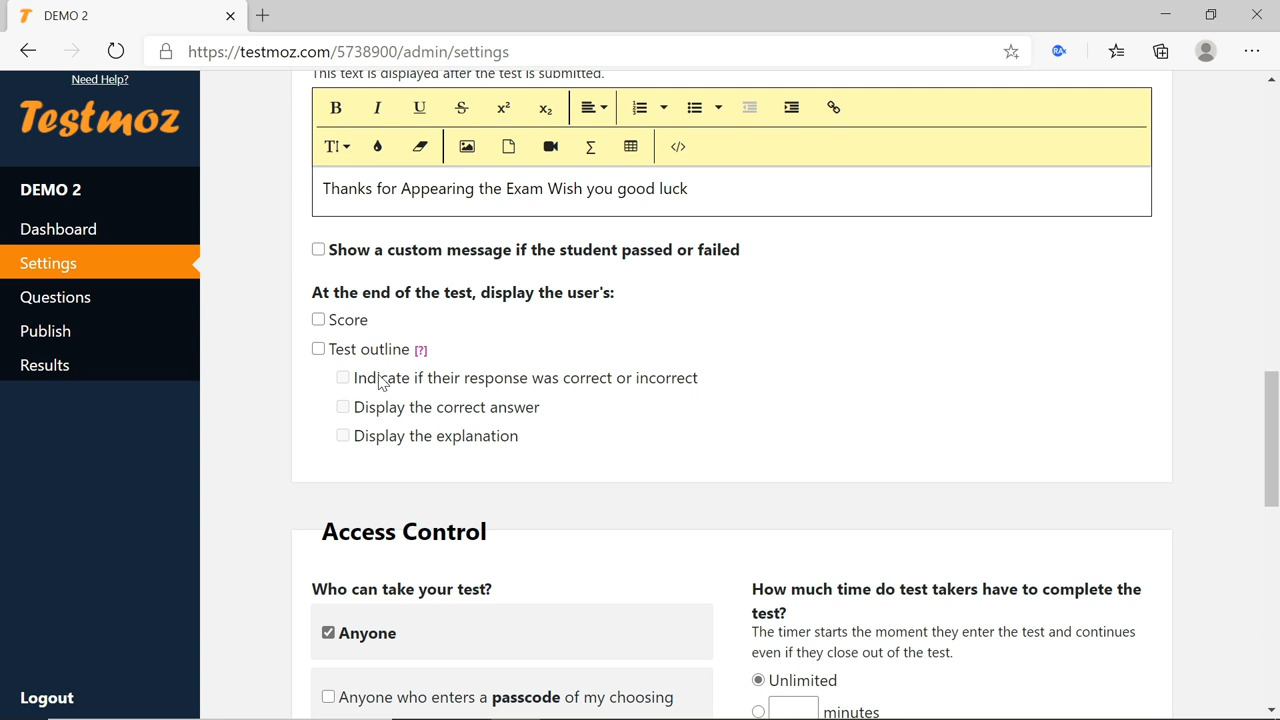 DEMO 2
https://testmoz.com/5738900/admin/settings
Need Help?
Testmoz
DEMO 2
Dashboard
Settings
Questions
Publish
Results
Logout
This text is displayed after the test is submitted.
B I U S x² x₂
T!
Σ
</>
Thanks for Appearing the Exam Wish you good luck
Show a custom message if the student passed or failed
At the end of the test, display the user's:
Score
Test outline [?]
Indicate if their response was correct or incorrect
Display the correct answer
Display the explanation
Access Control
Who can take your test?
Anyone
Anyone who enters a passcode of my choosing
How much time do test takers have to complete the
test?
The timer starts the moment they enter the test and continues
even if they close out of the test.
Unlimited
minutes